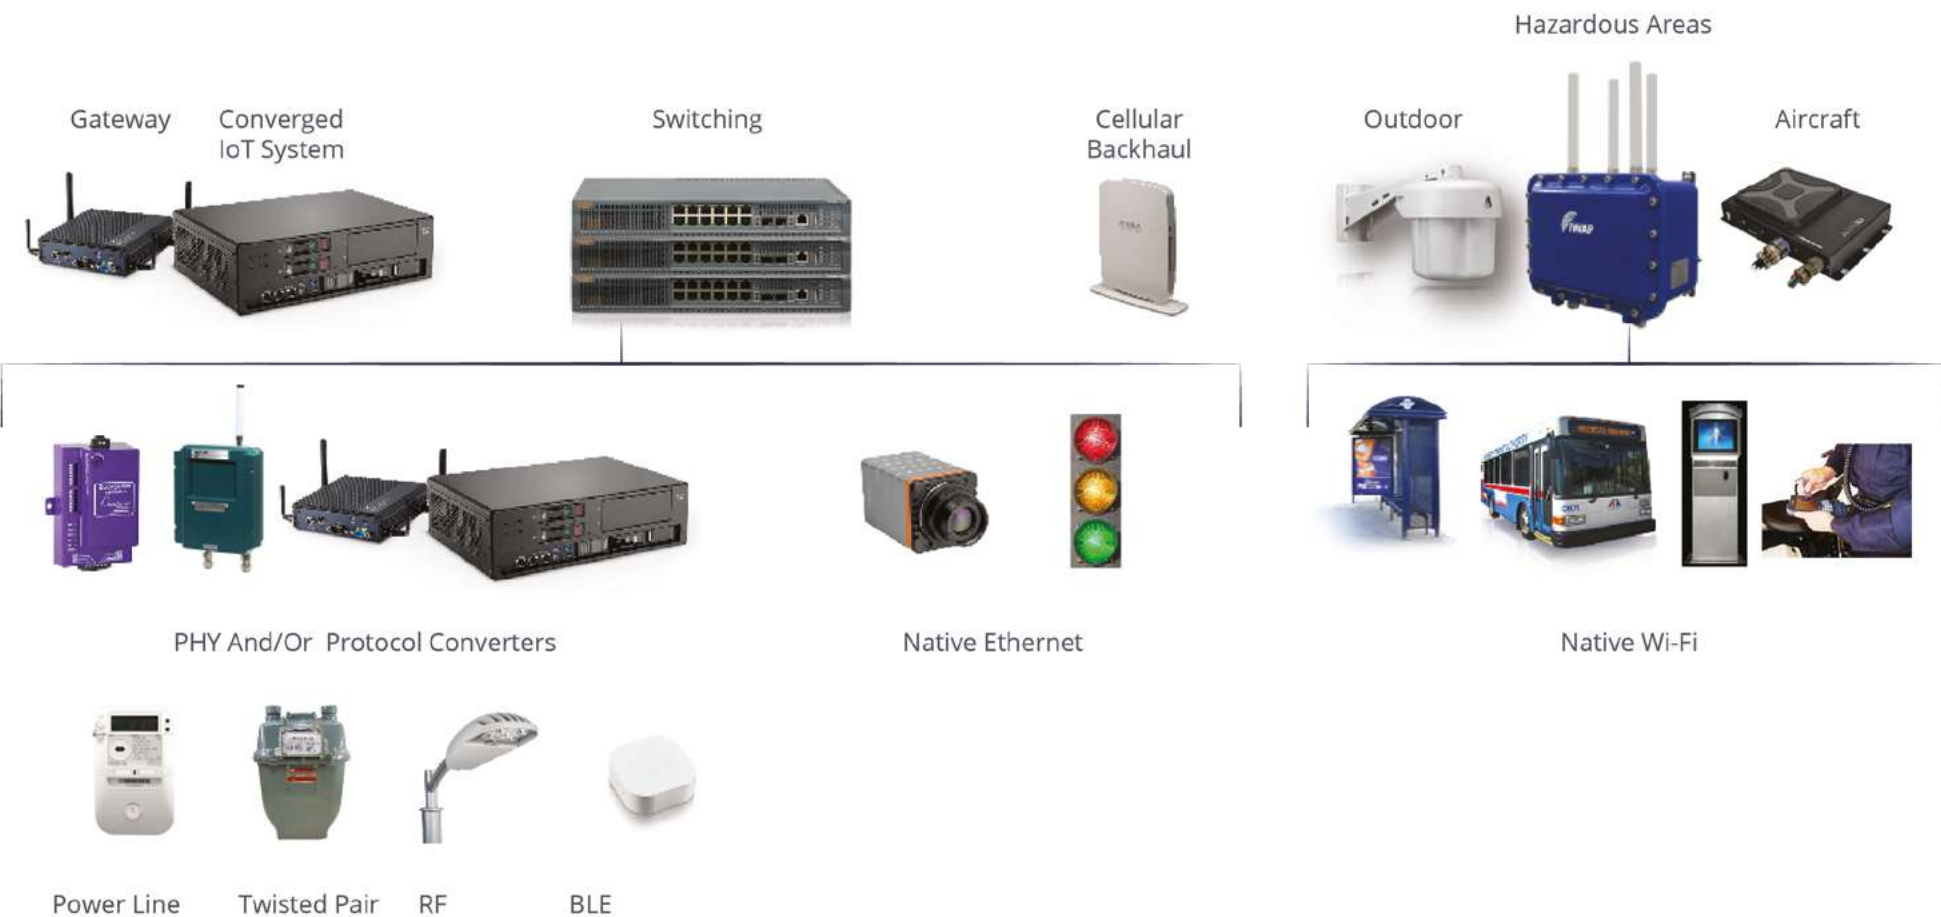 Hazardous Areas
Gateway
Converged
IoT System
Switching
Cellular
Backhaul
Outdoor
Aircraft
PHY And/Or Protocol Converters
Native Ethernet
Native Wi-Fi
Power Line
Twisted Pair
RF
BLE